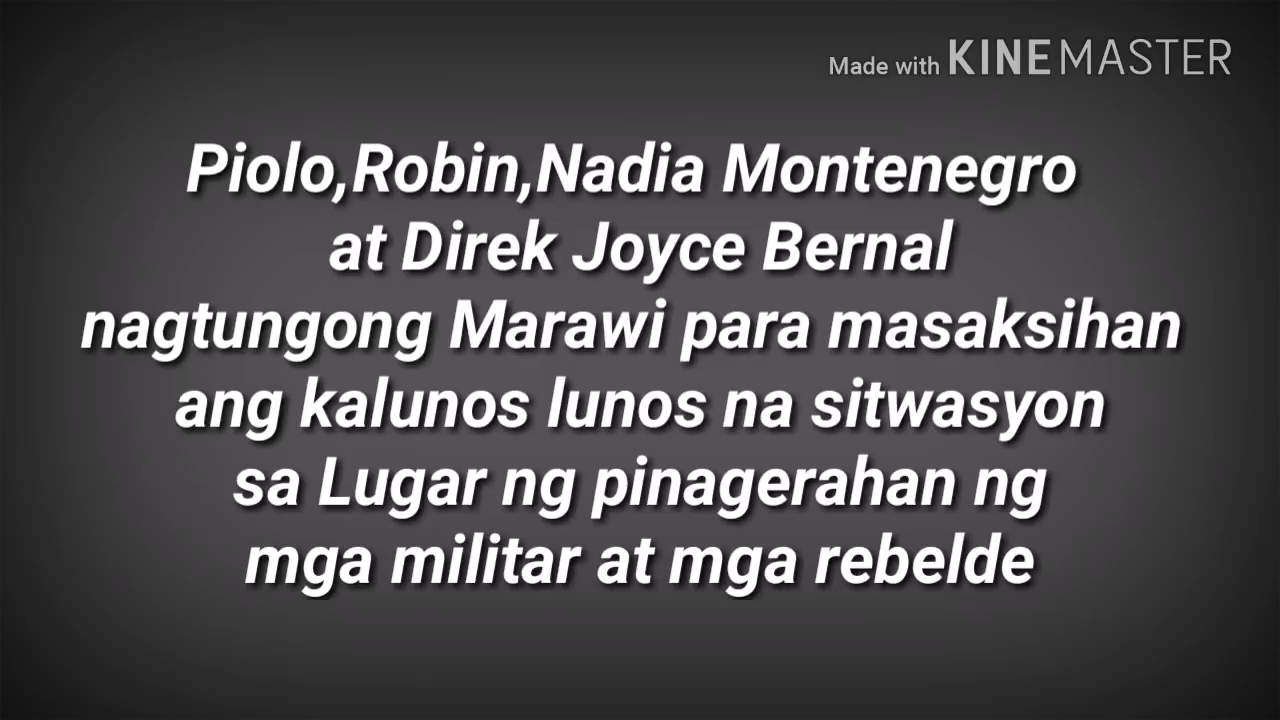 Made with KINEMASTER
Piolo,Robin,Nadia Montenegro
at Direk Joyce Bernal
nagtungong Marawi para masaksihan
ang kalunos lunos na sitwasyon
sa Lugar ng pinagerahan ng
mga militar at mga rebelde